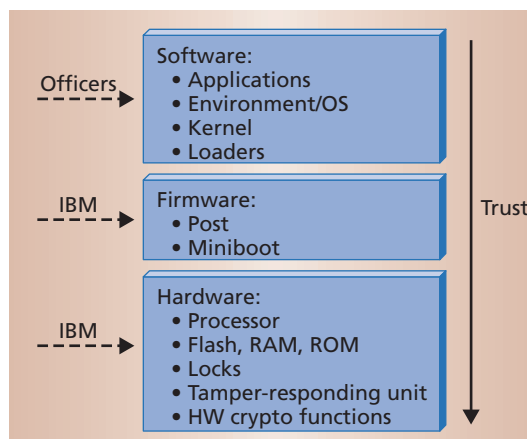 Software:
• Applications
Officers
• Environment/OS
• Kernel
• Loaders
IBM
Firmware:
• Post
• Miniboot
Trust
Hardware:
• Processor
IBM
• Flash, RAM, ROM
• Locks
• Tamper-responding unit
• HW crypto functions